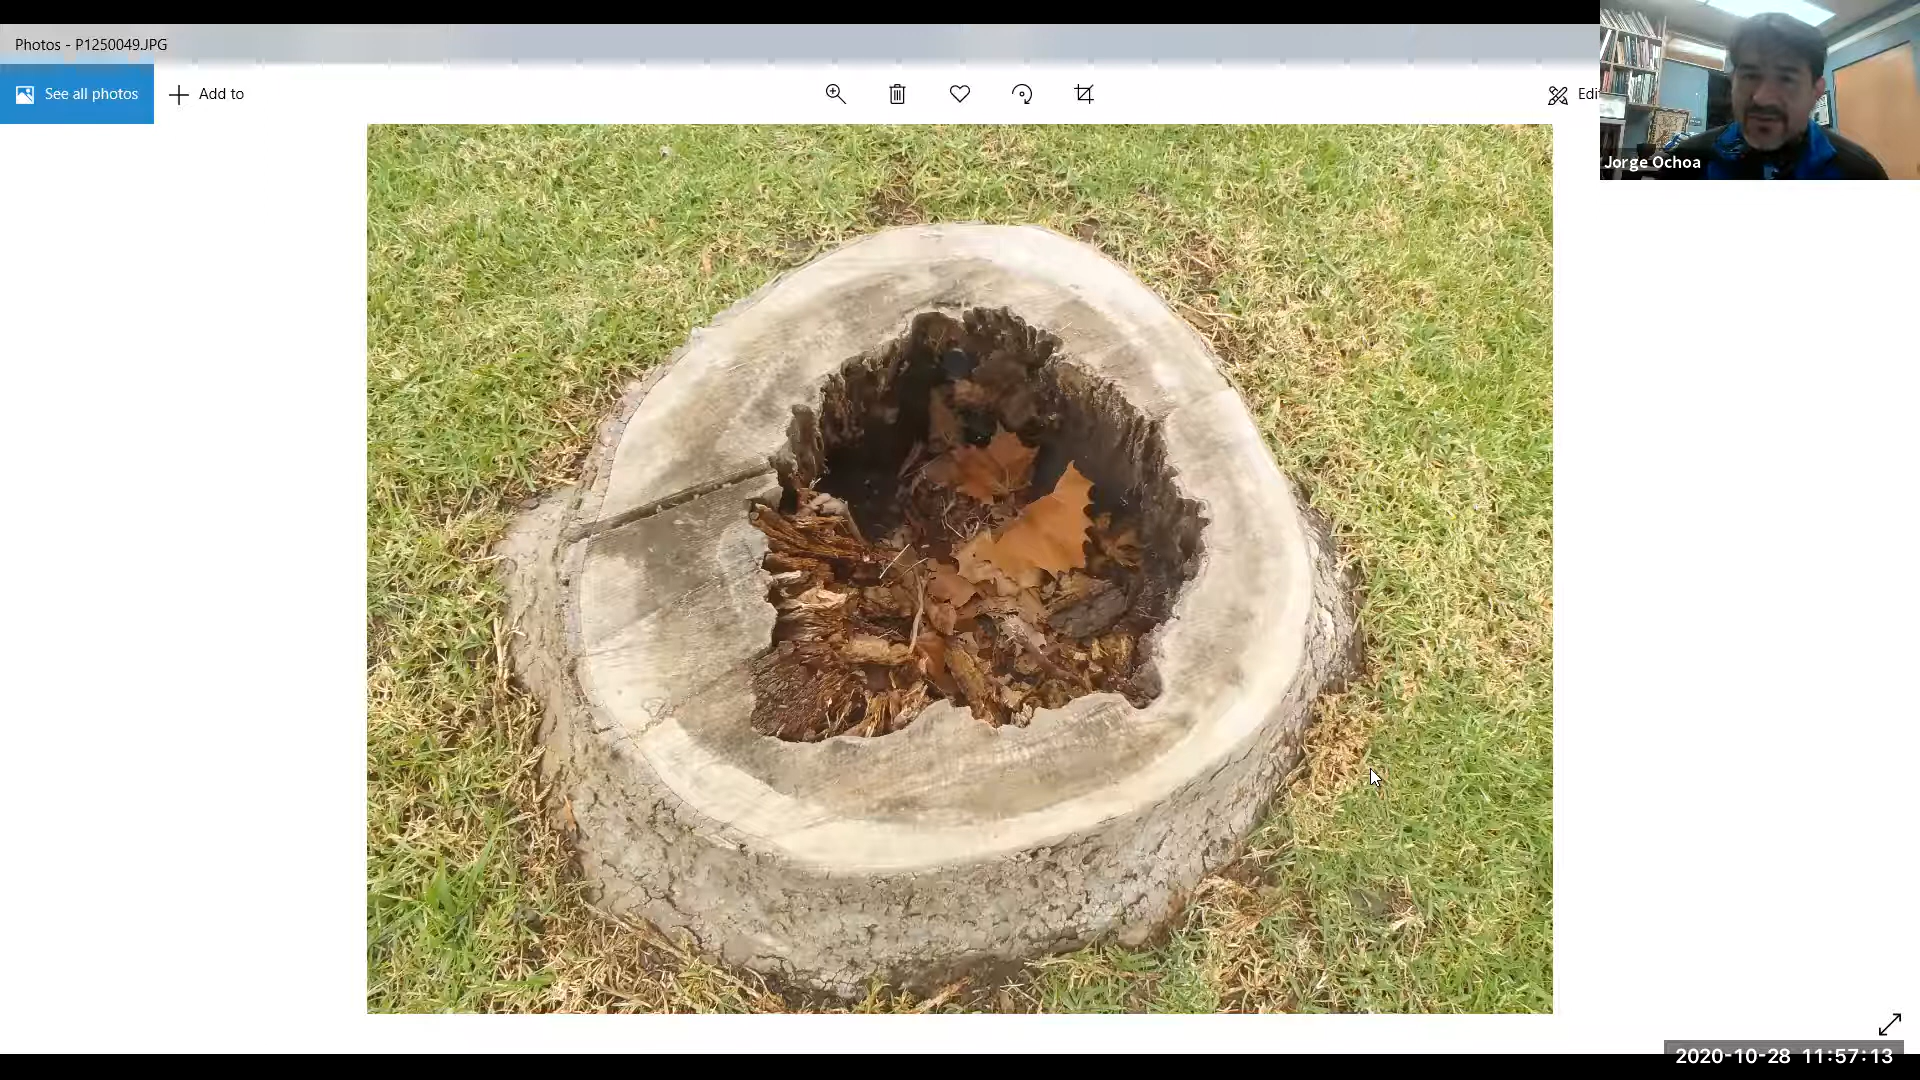 Photos - P1250049.JPG
See all photos
Add to
Edi
Jorge Ochoa
2020-10-28 11:57:13